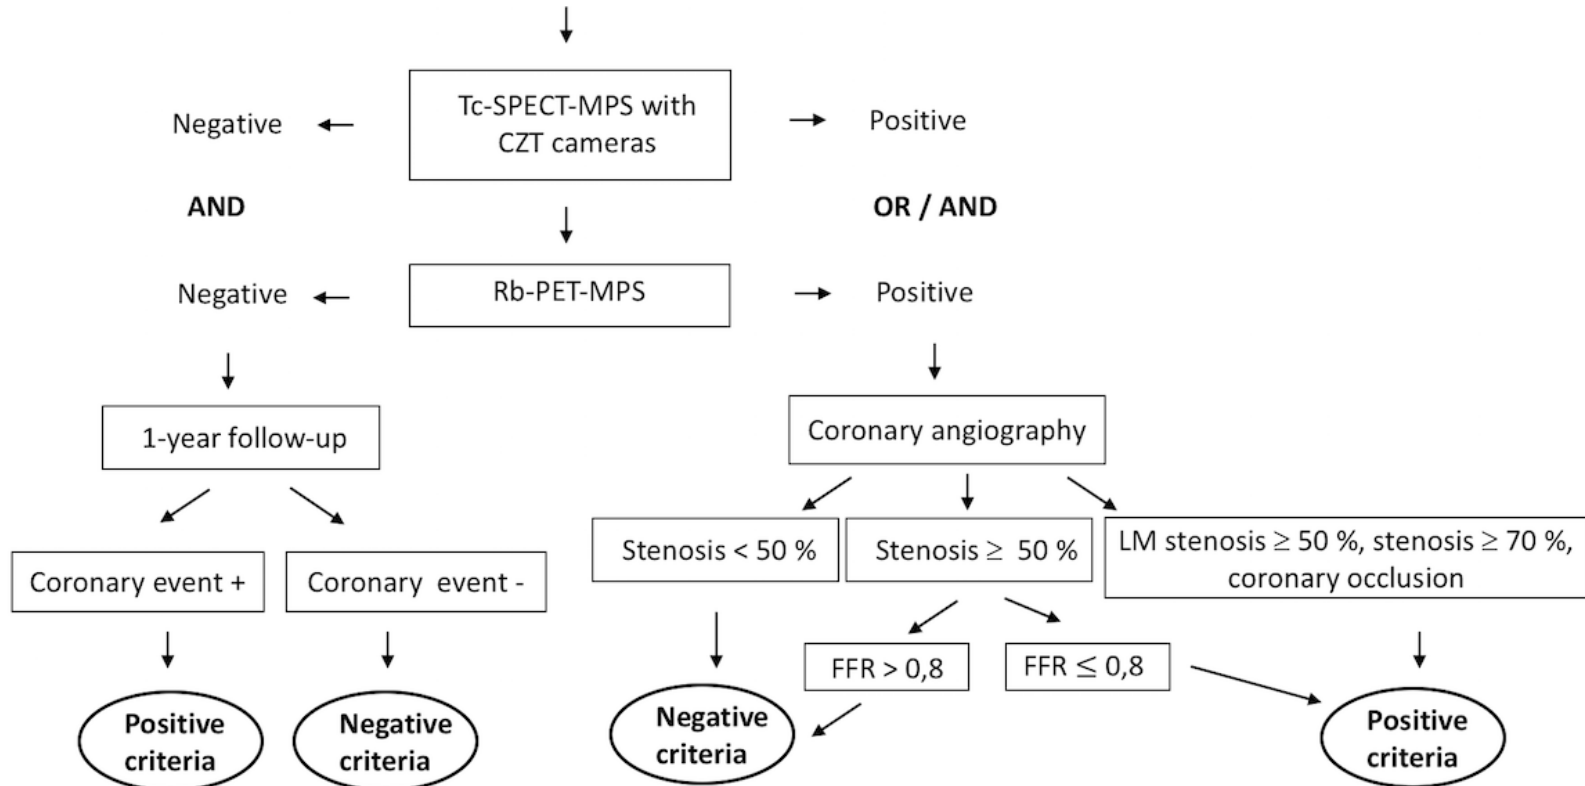 Tc-SPECT-MPS with
CZT cameras
Negative
Positive
AND
OR / AND
Negative
Rb-PET-MPS
Positive
1-year follow-up
Coronary angiography
Coronary event +
Coronary event -
Stenosis < 50 %
Stenosis ≥ 50 %
LM stenosis ≥ 50 %, stenosis ≥ 70 %,
coronary occlusion
FFR > 0,8
FFR ≤ 0,8
Positive
criteria
Negative
criteria
Negative
criteria
Positive
criteria